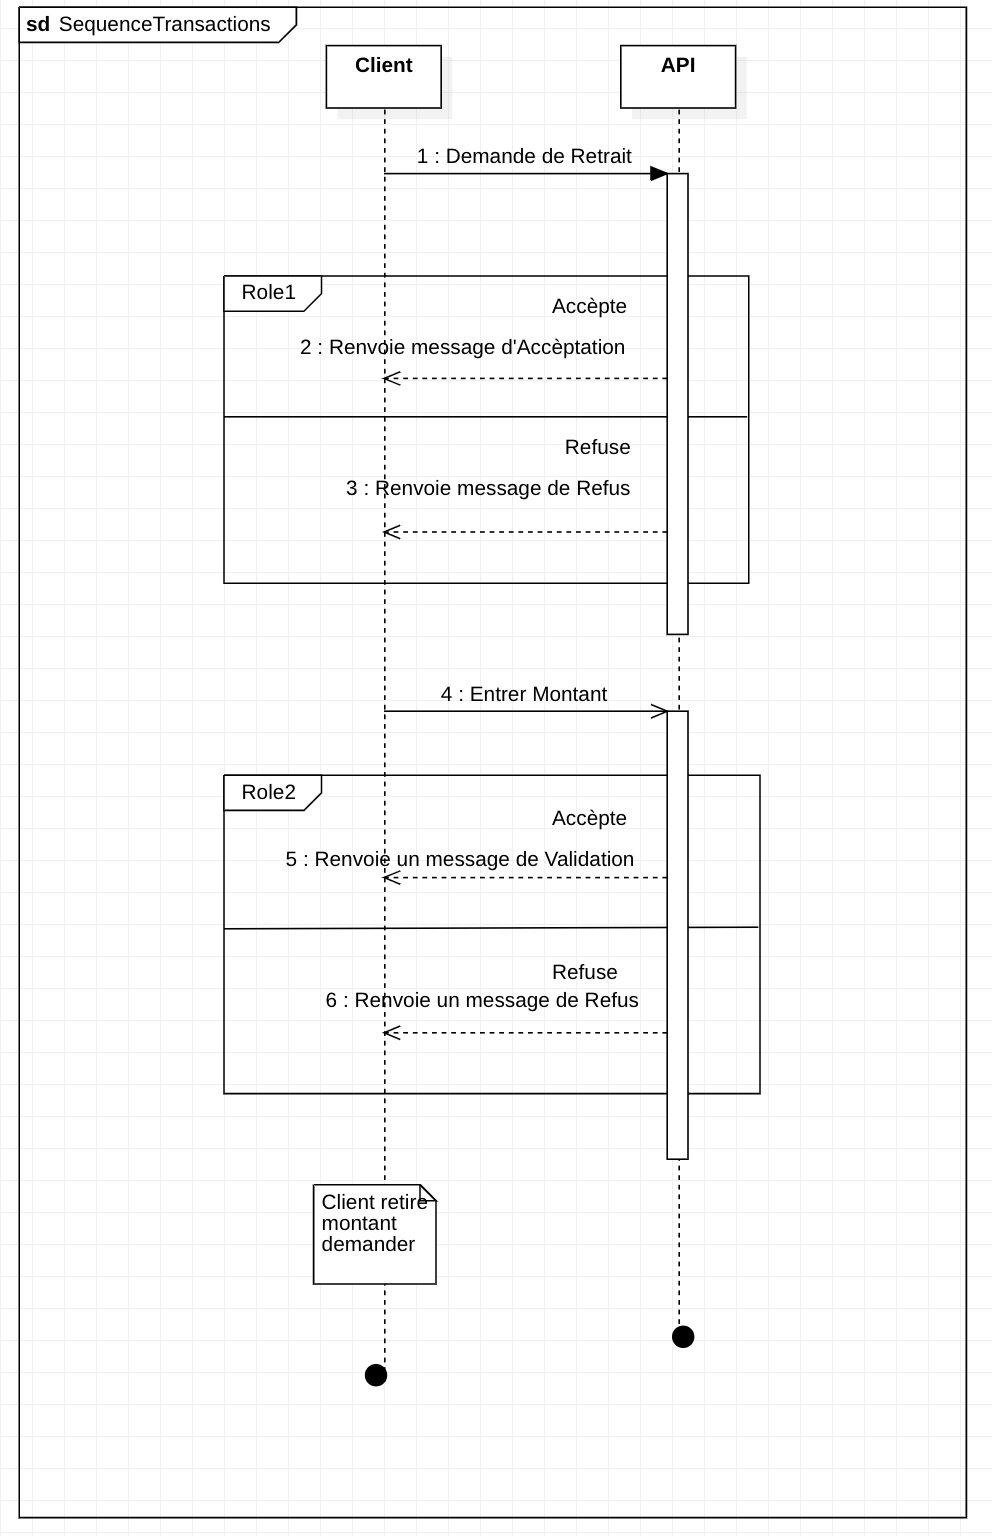 sd SequenceTransactions
Client
API
1 : Demande de Retrait
Role1
Accèpte
2 : Renvoie message d'Accèptation
Refuse
3 : Renvoie message de Refus
4 : Entrer Montant
Role2
Accèpte
5 : Renvoie un message de Validation
Refuse
6 : Renvoie un message de Refus
Client retire
montant
demander